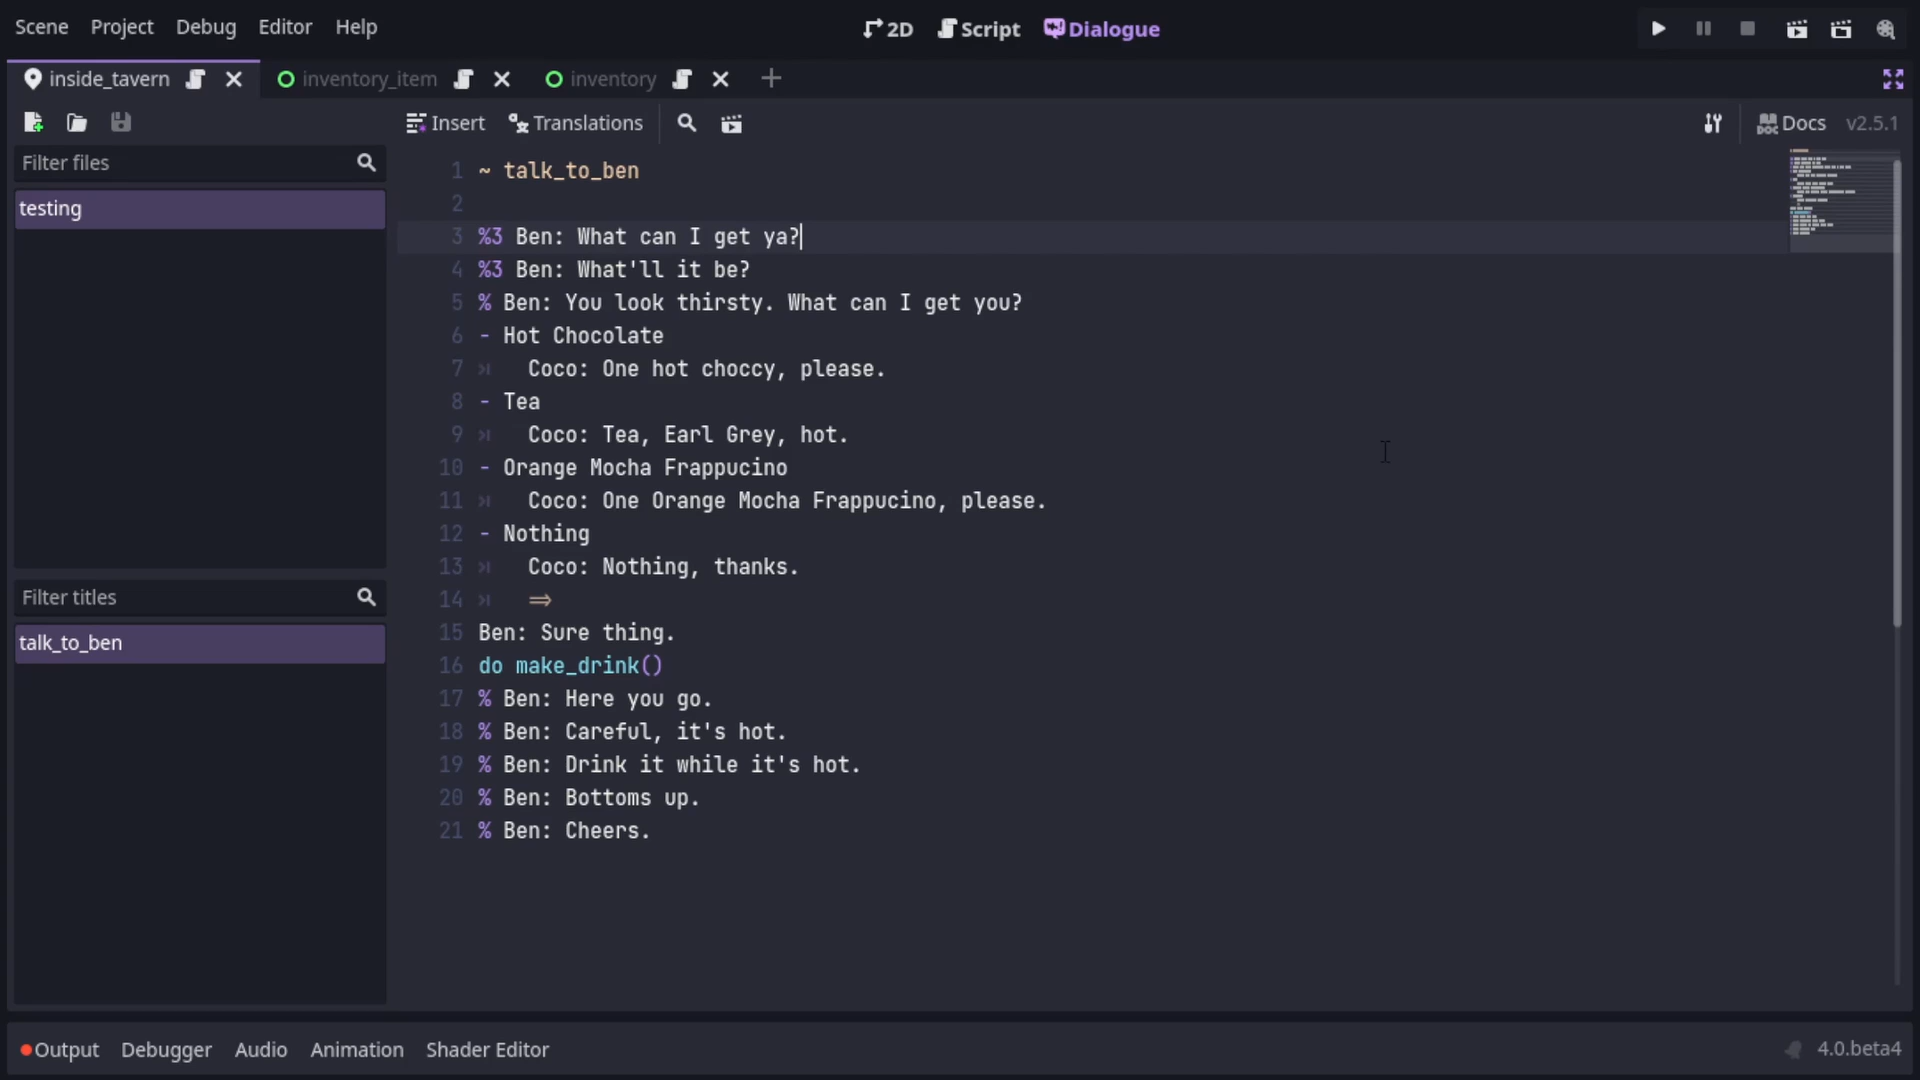 Scene Project Debug Editor Help 2D Script Dialogue
inside_tavern inventory_item inventory
Insert Translations DOC Docs v2.5.1
Filter files
testing
Filter titles
talk_to_ben
1 ~ talk_to_ben
2
3 %3 Ben: What can I get ya?
4 %3 Ben: What'll it be?
5 % Ben: You look thirsty. What can I get you?
6 - Hot Chocolate
7 Coco: One hot choccy, please.
8 - Tea
9 Coco: Tea, Earl Grey, hot.
10 - Orange Mocha Frappucino
11 Coco: One Orange Mocha Frappucino, please.
12 - Nothing
13 Coco: Nothing, thanks.
14 =>
15 Ben: Sure thing.
16 do make_drink()
17 % Ben: Here you go.
18 % Ben: Careful, it's hot.
19 % Ben: Drink it while it's hot.
20 % Ben: Bottoms up.
21 % Ben: Cheers.
Output Debugger Audio Animation Shader Editor 4.0.beta4